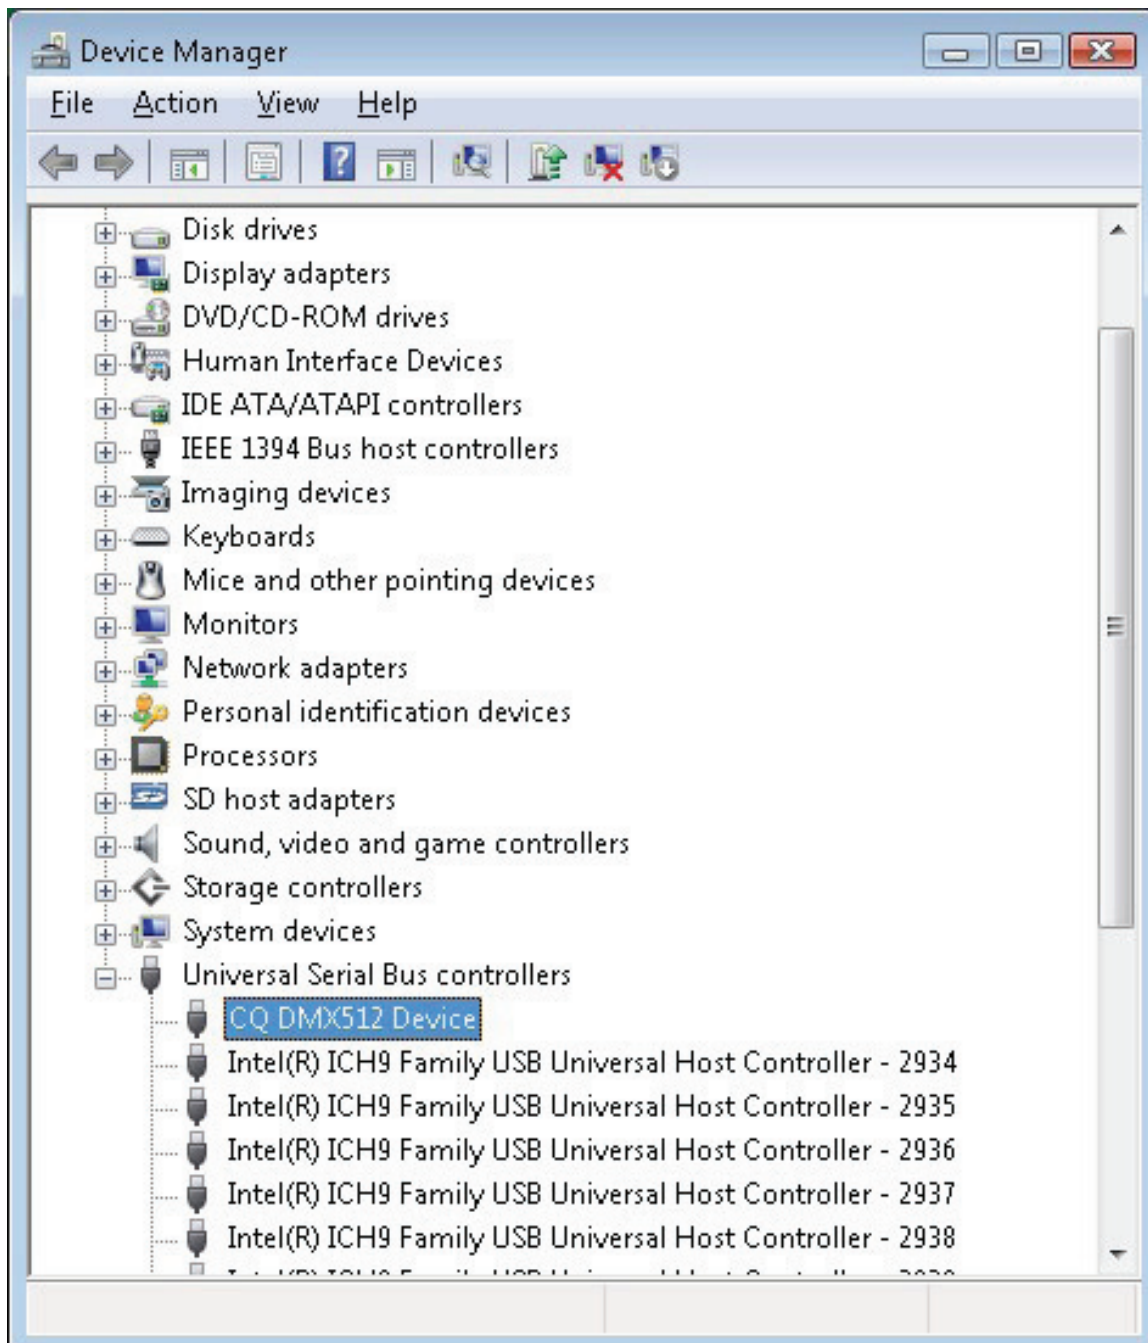 Device Manager
File Action View Help
Disk drives
Display adapters
DVD/CD-ROM drives
Human Interface Devices
IDE ATA/ATAPI controllers
IEEE 1394 Bus host controllers
Imaging devices
Keyboards
Mice and other pointing devices
Monitors
Network adapters
Personal identification devices
Processors
SD host adapters
Sound, video and game controllers
Storage controllers
System devices
Universal Serial Bus controllers
CQ DMX512 Device
Intel(R) ICH9 Family USB Universal Host Controller - 2934
Intel(R) ICH9 Family USB Universal Host Controller - 2935
Intel(R) ICH9 Family USB Universal Host Controller - 2936
Intel(R) ICH9 Family USB Universal Host Controller - 2937
Intel(R) ICH9 Family USB Universal Host Controller - 2938